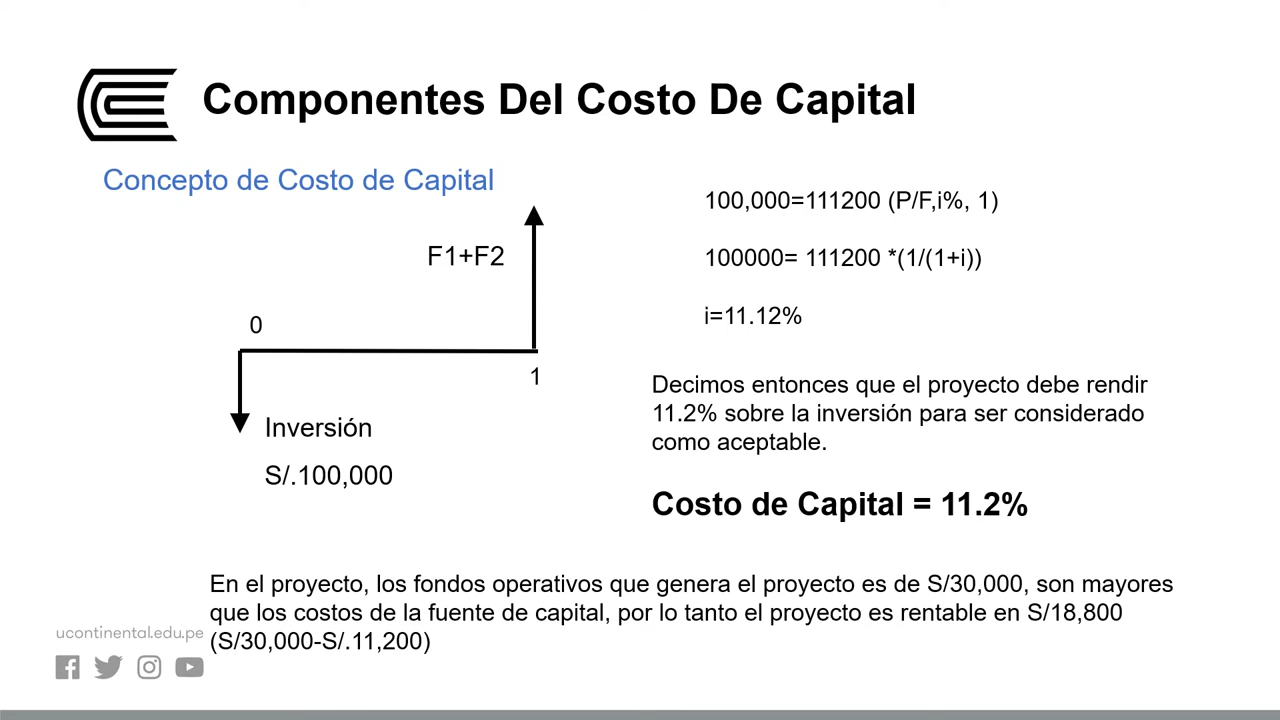 Componentes Del Costo De Capital
Concepto de Costo de Capital
F1+F2
0
1
Inversión
S/.100,000
100,000=111200 (P/F,i%, 1)
100000= 111200 *(1/(1+i))
i=11.12%
Decimos entonces que el proyecto debe rendir
11.2% sobre la inversión para ser considerado
como aceptable.
Costo de Capital = 11.2%
En el proyecto, los fondos operativos que genera el proyecto es de S/30,000, son mayores
que los costos de la fuente de capital, por lo tanto el proyecto es rentable en S/18,800
(S/30,000-S/.11,200)
ucontinental.edu.pe